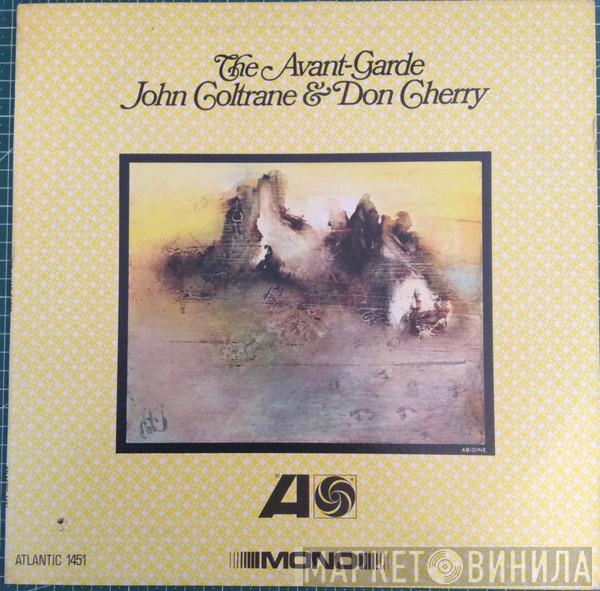 The Avant-Garde
John Coltrane & Don Cherry
ABIDINE
A
ATLANTIC 1451
MONO
МАРКЕТ ВИНИЛА